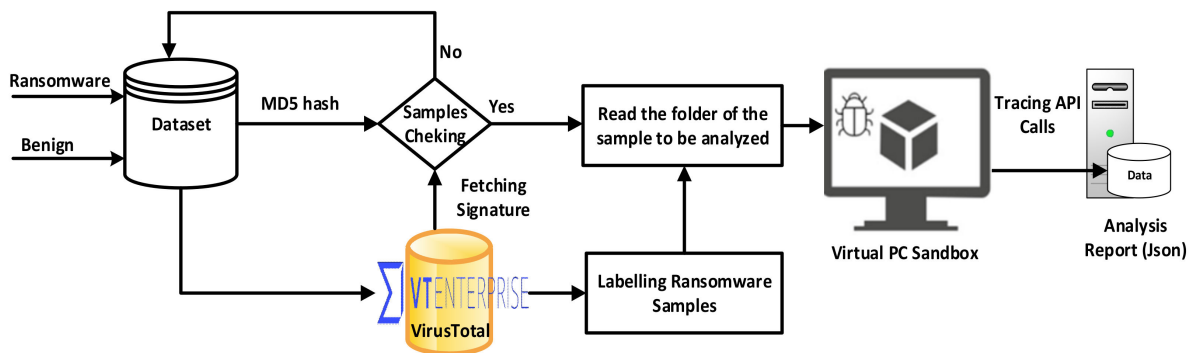 No
Ransomware
MD5 hash
Samples
Cheking
Yes
Dataset
Benign
Read the folder of the
sample to be analyzed
Tracing API
Calls
Data
Fetching
Signature
Virtual PC Sandbox
Analysis
Report (Json)
VTENTERPRISE
VirusTotal
Labelling Ransomware
Samples